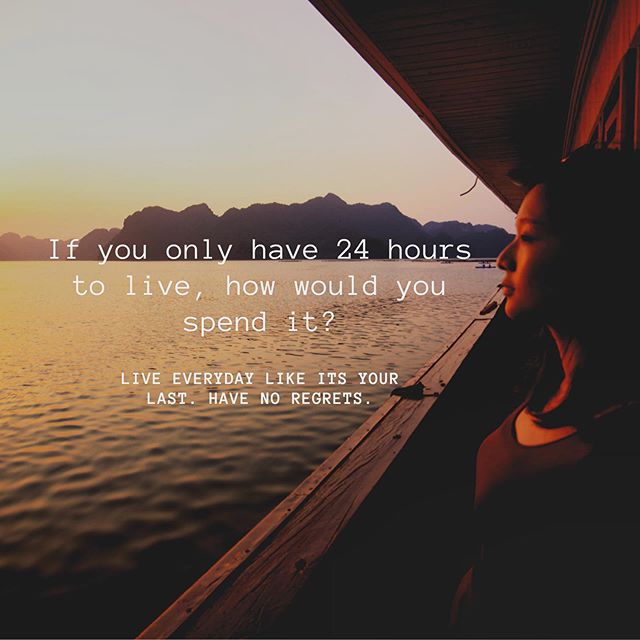 If you only have 24 hours
to live, how would you
spend it?
LIVE EVERYDAY LIKE ITS YOUR
LAST. HAVE NO REGRETS.